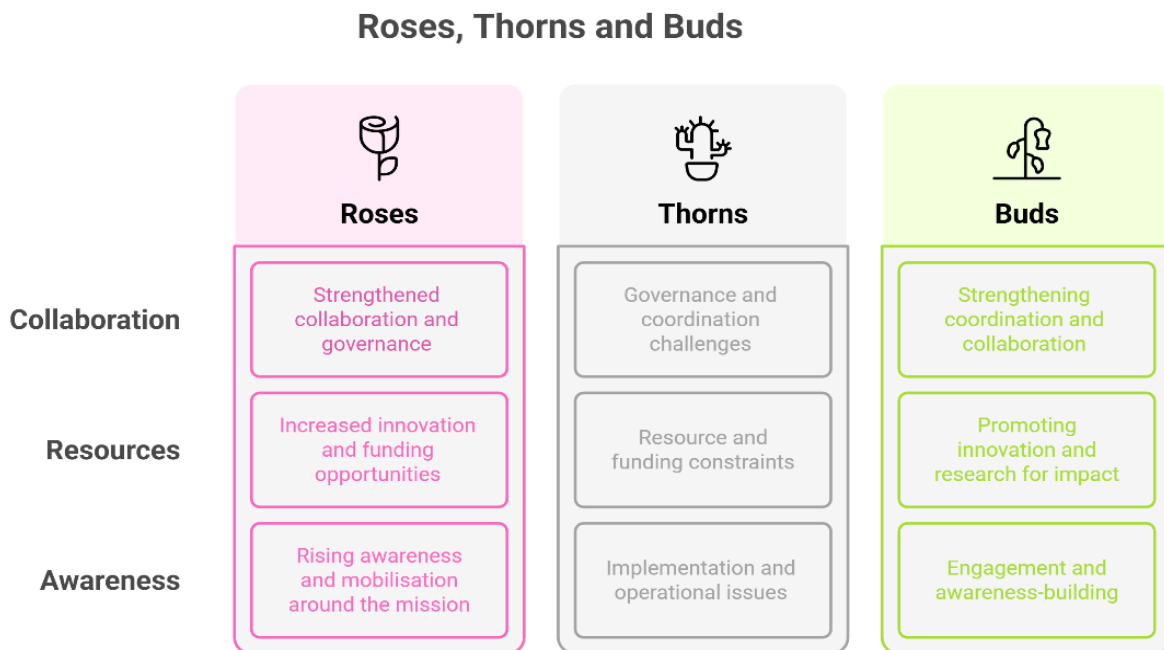 Roses, Thorns and Buds
Roses
Thorns
Buds
Collaboration
Strengthened
collaboration and
governance
Governance and
coordination
challenges
Strengthening
coordination and
collaboration
Resources
Increased innovation
and funding
opportunities
Resource and
funding constraints
Promoting
innovation and
research for impact
Awareness
Rising awareness
and mobilisation
around the mission
Implementation and
operational issues
Engagement and
awareness-building